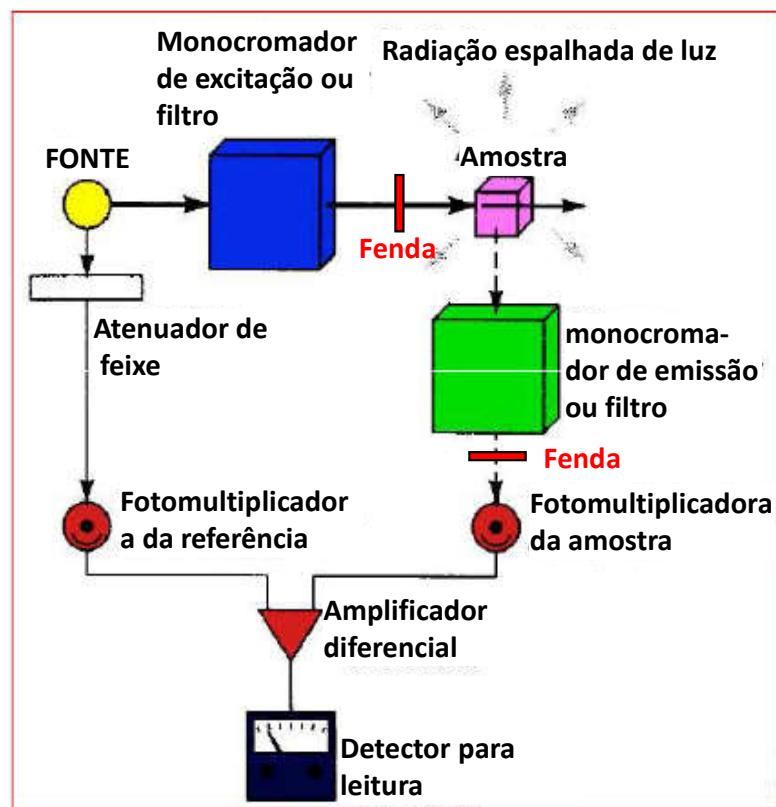 Monocromador
de excitação ou
filtro
Radiação espalhada de luz
FONTE
Amostra
Fenda
Atenuador de
feixe
monocroma-
dor de emissão
ou filtro
Fenda
Fotomultiplicador
a da referência
Fotomultiplicadora
da amostra
Amplificador
diferencial
Detector para
leitura